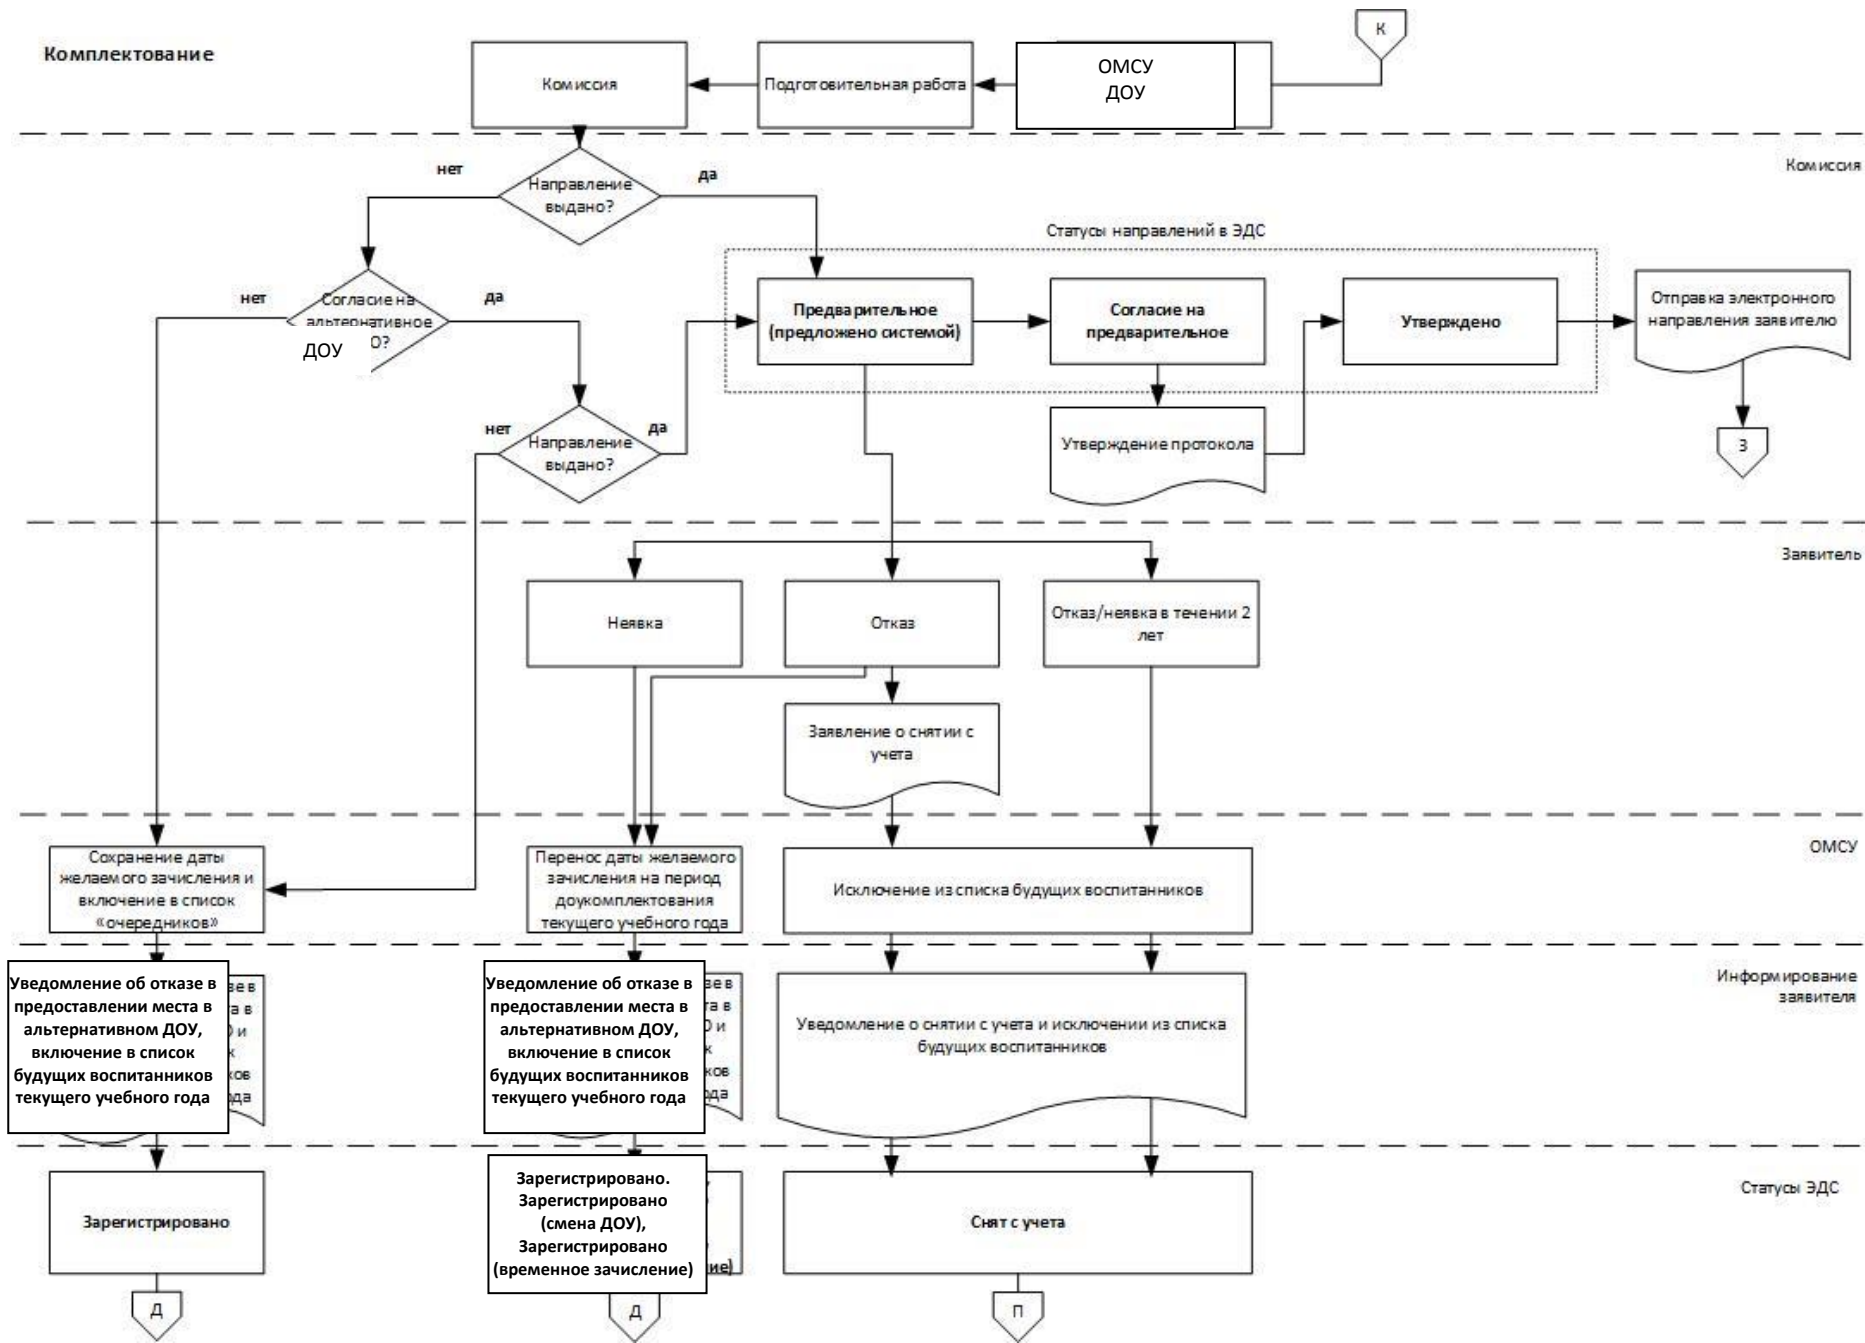 Комплектование
К
Комиссия
Подготовительная работа
ОМСУ
ДОУ
Комиссия
нет
Направление
выдано?
да
Статусы направлений в ЭДС
нет
Согласие на
альтернативное
ДОУ
О?
да
Предварительное
(предложено системой)
Согласие на
предварительное
Утверждено
Отправка электронного
направления заявителю
нет
Направление
выдано?
да
Утверждение протокола
З
Заявитель
Неявка
Отказ
Отказ/неявка в течении 2
лет
Заявление о снятии с
учета
ОМСУ
Сохранение даты
желаемого зачисления и
включение в список
«очередников»
Перенос даты желаемого
зачисления на период
доукомплектования
текущего учебного года
Исключение из списка будущих воспитанников
Информирование
заявителя
Уведомление об отказе в
предоставлении места в
альтернативном ДОУ,
включение в список
будущих воспитанников
текущего учебного года
Уведомление об отказе в
предоставлении места в
альтернативном ДОУ,
включение в список
будущих воспитанников
текущего учебного года
Уведомление о снятии с учета и исключении из списка
будущих воспитанников
Статусы ЭДС
Зарегистрировано
Зарегистрировано.
Зарегистрировано
(смена ДОУ),
Зарегистрировано
(временное зачисление)
Снят с учета
Д
Д
П